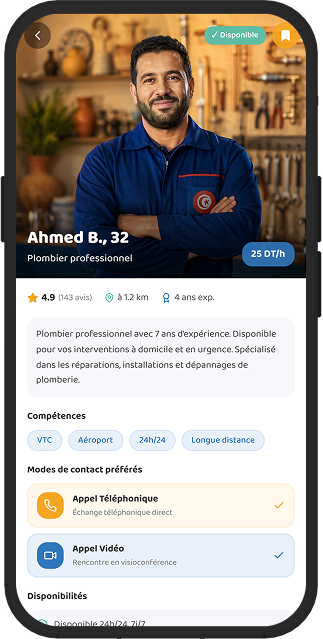 ✓ Disponible
Ahmed B., 32
Plombier professionnel
25 DT/h
4.9 (143 avis) à 1.2 km 4 ans exp.
Plombier professionnel avec 7 ans d'expérience. Disponible
pour vos interventions à domicile et en urgence. Spécialisé
dans les réparations, installations et dépannages de
plomberie.
Compétences
VTC Aéroport 24h/24 Longue distance
Modes de contact préférés
Appel Téléphonique
Échange téléphonique direct
Appel Vidéo
Rencontre en visioconférence
Disponibilités
Disponible 24h/24, 7j/7